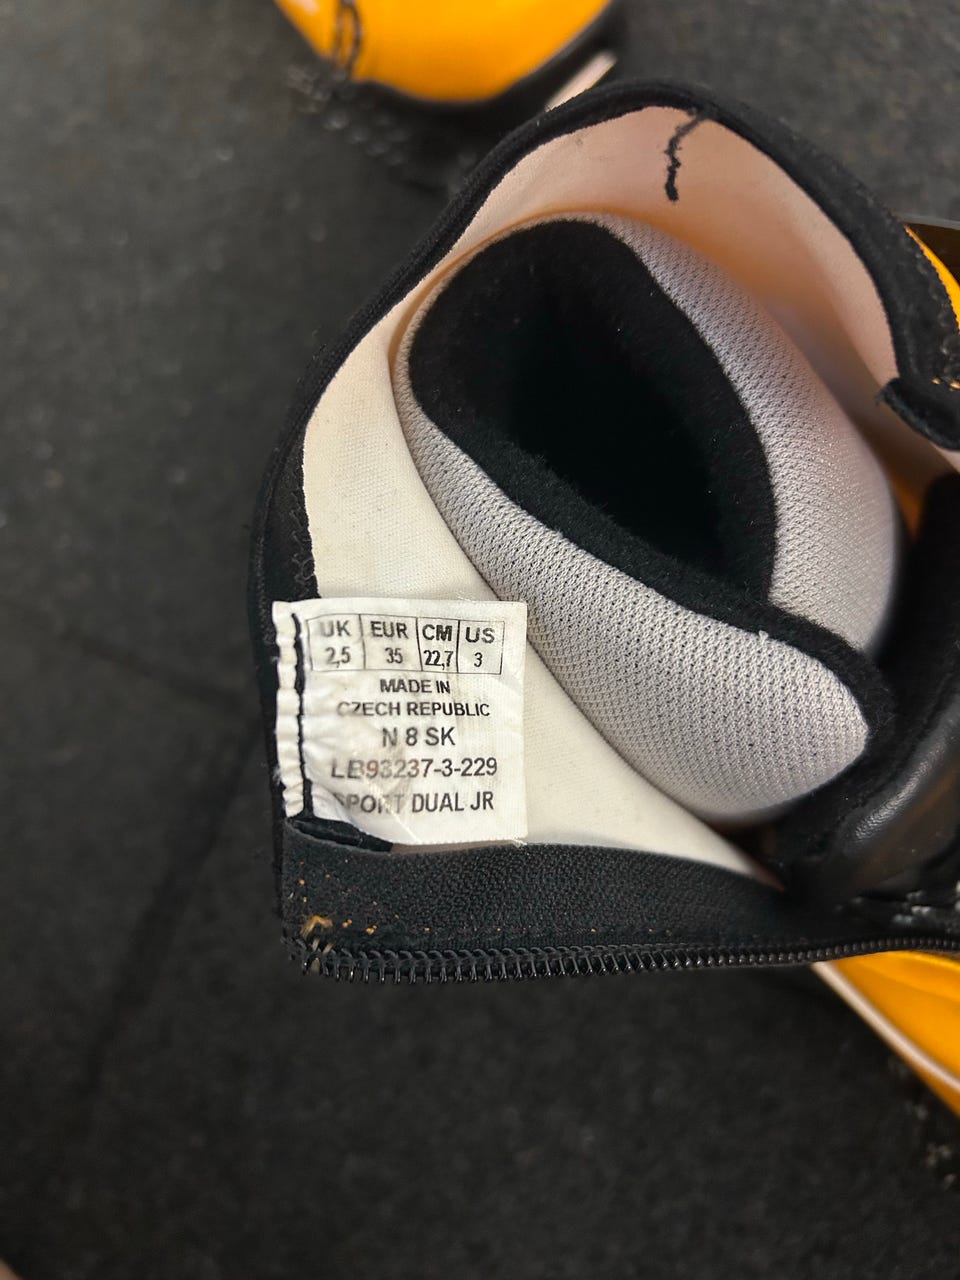 UK EUR CM US
2,5 35 22,7 3
MADE IN
CZECH REPUBLIC
N 8 SK
LB93237-3-229
SPORT DUAL JR